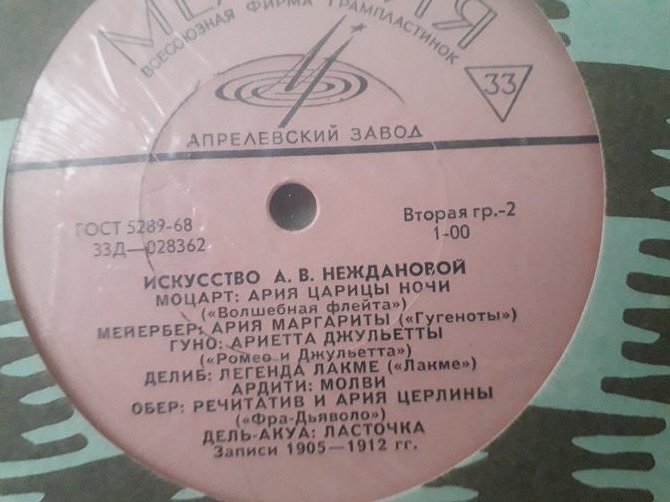 ВСЕСОЮЗНАЯ ФИРМА ГРАМПЛАСТИНОК
33
АПРЕЛЕВСКИЙ ЗАВОД
ГОСТ 5289-68
33Д—028362
Вторая гр.-2
1-00
ИСКУССТВО А. В. НЕЖДАНОВОЙ
МОЦАРТ: АРИЯ ЦАРИЦЫ НОЧИ
(«Волшебная флейта»)
МЕЙЕРБЕР: АРИЯ МАРГАРИТЫ («Гугеноты»)
ГУНО: АРИЕТТА ДЖУЛЬЕТТЫ
(«Ромео и Джульетта»)
ДЕЛИБ: ЛЕГЕНДА ЛАКМЕ («Лакме»)
АРДИТИ: МОЛВИ
ОБЕР: РЕЧИТАТИВ И АРИЯ ЦЕРЛИНЫ
(«Фра-Дьяволо»)
ДЕЛЬ-АКУА: ЛАСТОЧКА
Записи 1905—1912 гг.